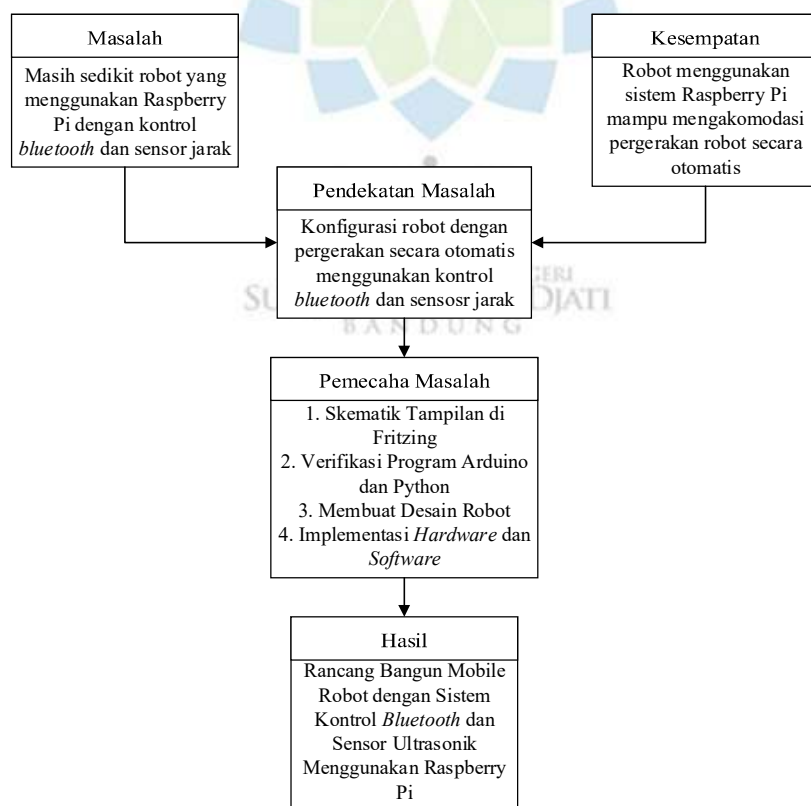 Masalah
Masih sedikit robot yang
menggunakan Raspberry
Pi dengan kontrol
bluetooth dan sensor jarak
Kesempatan
Robot menggunakan
sistem Raspberry Pi
mampu mengakomodasi
pergerakan robot secara
otomatis
Pendekatan Masalah
Konfigurasi robot dengan
pergerakan secara otomatis
menggunakan kontrol
bluetooth dan sensosr jarak
BANDUNG
Pemecaha Masalah
1. Skematik Tampilan di
Fritzing
2. Verifikasi Program Arduino
dan Python
3. Membuat Desain Robot
4. Implementasi Hardware dan
Software
Hasil
Rancang Bangun Mobile
Robot dengan Sistem
Kontrol Bluetooth dan
Sensor Ultrasonik
Menggunakan Raspberry
Pi